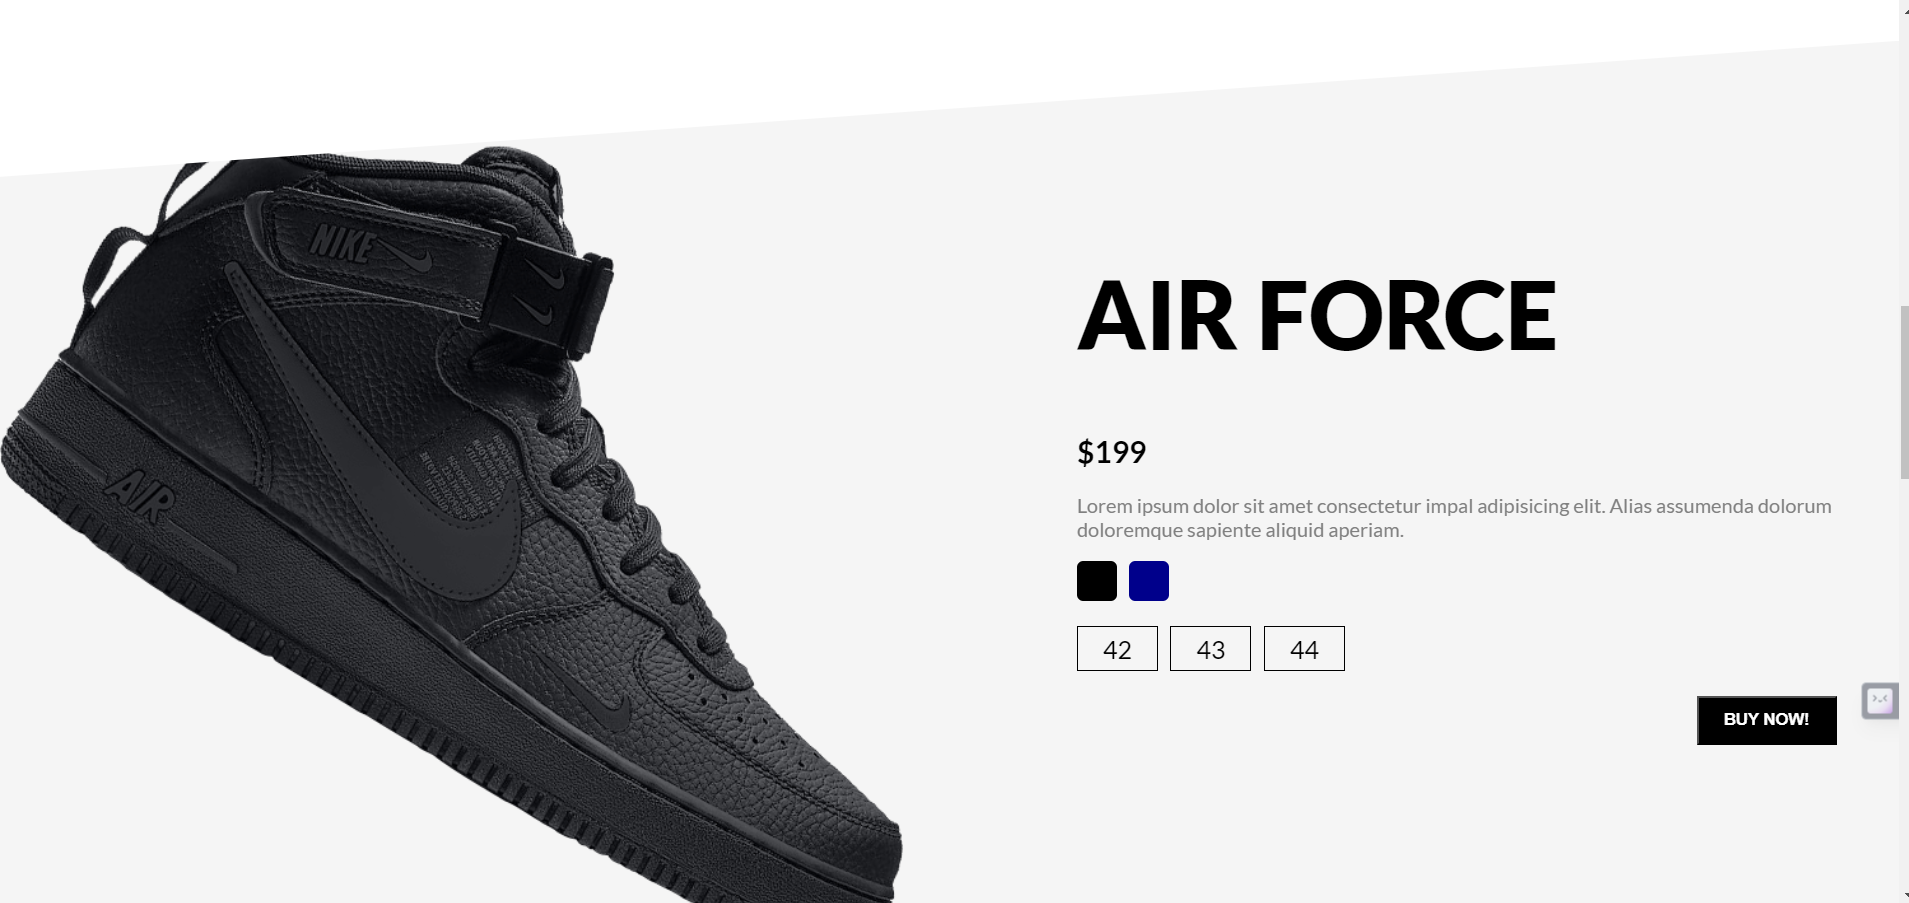 NIKE
AIR
AIR FORCE
$199
Lorem ipsum dolor sit amet consectetur impal adipisicing elit. Alias assumenda dolorum
doloremque sapiente aliquid aperiam.
42 43 44
BUY NOW!